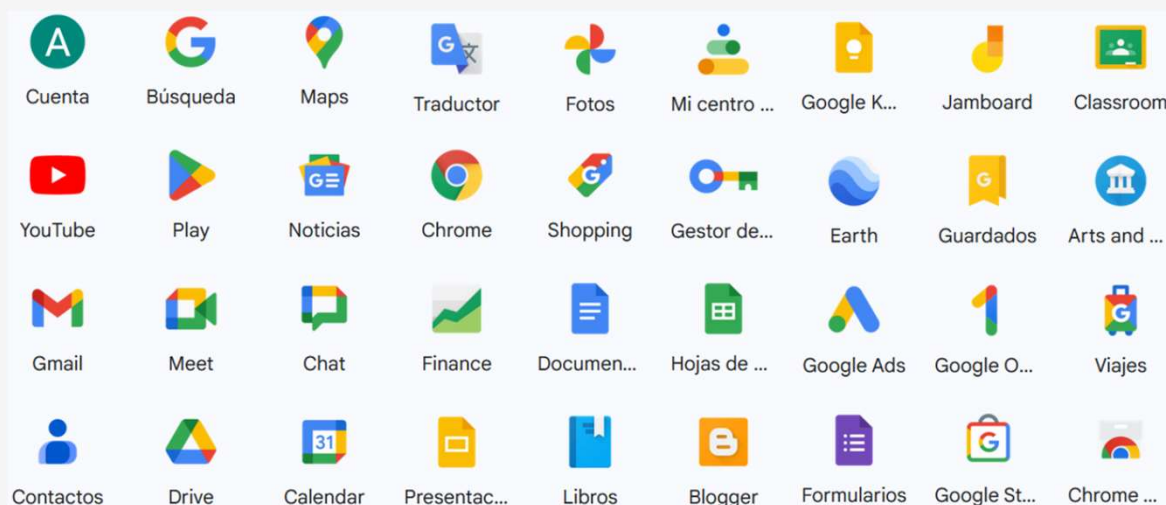 A
Cuenta Búsqueda Maps Traductor Fotos Mi centro ... Google K... Jamboard Classroom
YouTube Play Noticias Chrome Shopping Gestor de... Earth Guardados Arts and ...
Gmail Meet Chat Finance Documen... Hojas de ... Google Ads Google O... Viajes
31
Contactos Drive Calendar Presentac... Libros Blogger Formularios Google St... Chrome ...